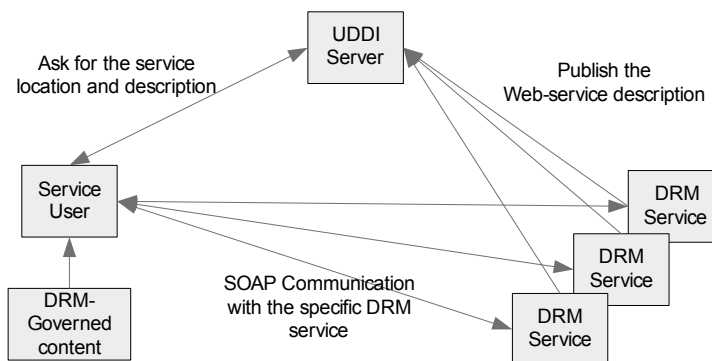 UDDI
Server
Ask for the service
location and description
Publish the
Web-service description
Service
User
DRM
Service
DRM
Service
DRM
Service
SOAP Communication
with the specific DRM
service
DRM-
Governed
content